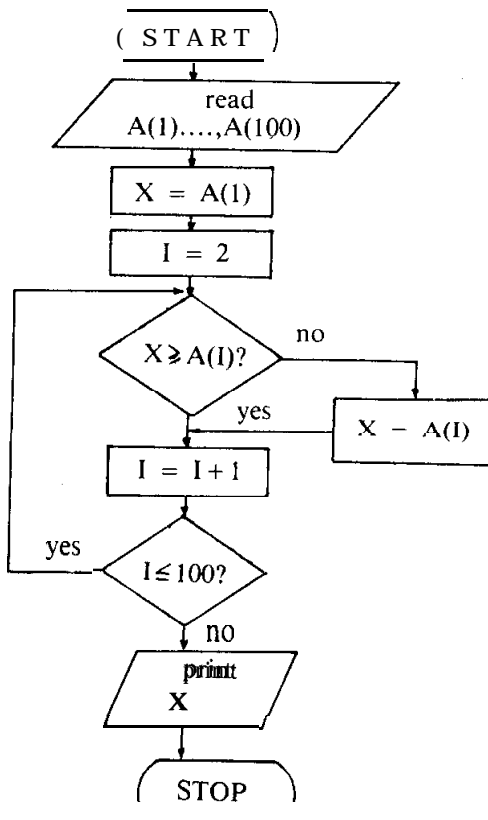 ( START )
read
A(1)....,A(100)
X = A(1)
I = 2
X ⩾ A(I)?
no
yes
X − A(I)
I = I + 1
yes
I ≦ 100?
no
print
X
STOP